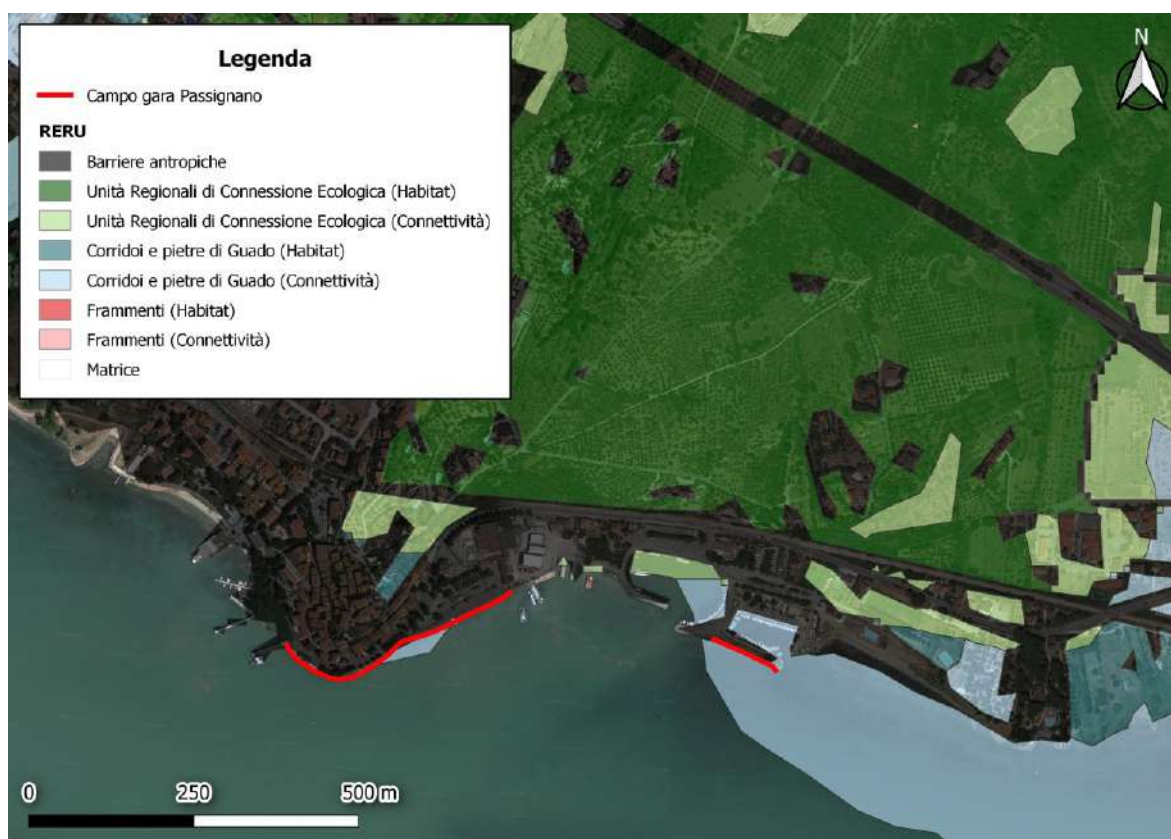 Legenda
Campo gara Passignano
RERU
Barriere antropiche
Unità Regionali di Connessione Ecologica (Habitat)
Unità Regionali di Connessione Ecologica (Connettività)
Corridoi e pietre di Guado (Habitat)
Corridoi e pietre di Guado (Connettività)
Frammenti (Habitat)
Frammenti (Connettività)
Matrice
N
0 250 500 m